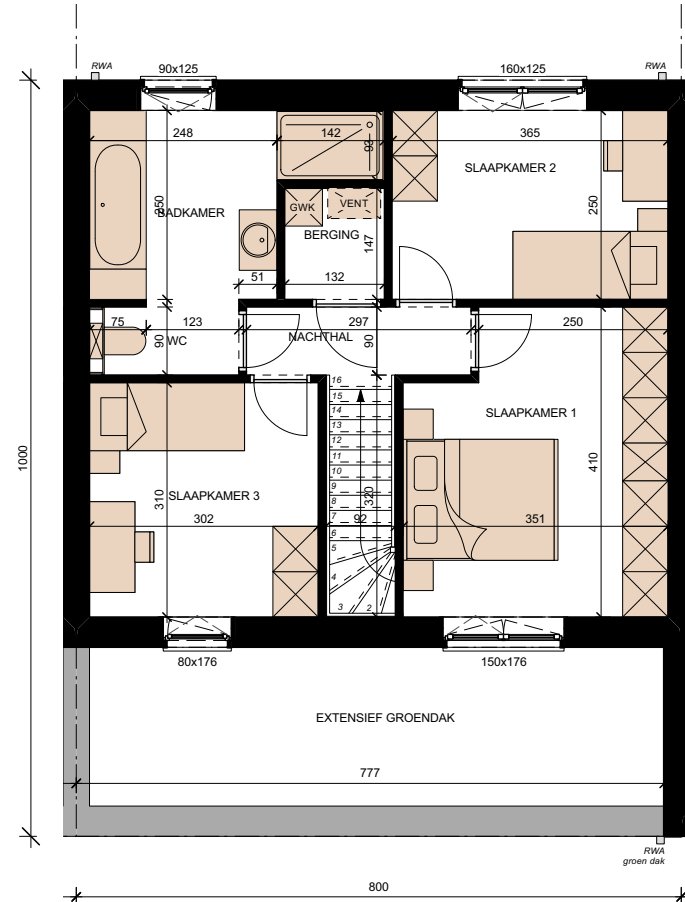 RWA
90x125
160x125
RWA
248
142
93
365
SLAAPKAMER 2
250
BADKAMER
250
GWK
VENT
BERGING
147
51
132
75
123
297
250
90
WC
NACHTHAL
90
16
15
14
13
12
11
10
9
8
7
6
5
4
3
2
320
92
SLAAPKAMER 1
410
351
310
SLAAPKAMER 3
302
1000
80x176
150x176
EXTENSIEF GROENDAK
777
RWA
groen dak
800